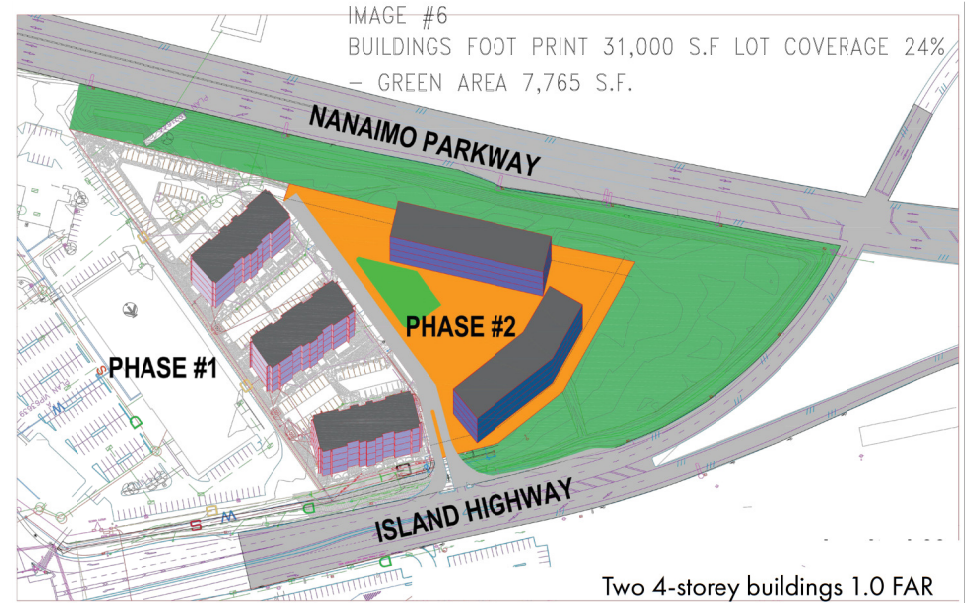 IMAGE #6
BUILDINGS FOOT PRINT 31,000 S.F LOT COVERAGE 24%
– GREEN AREA 7,765 S.F.
NANAIMO PARKWAY
PHASE #2
PHASE #1
ISLAND HIGHWAY
Two 4-storey buildings 1.0 FAR